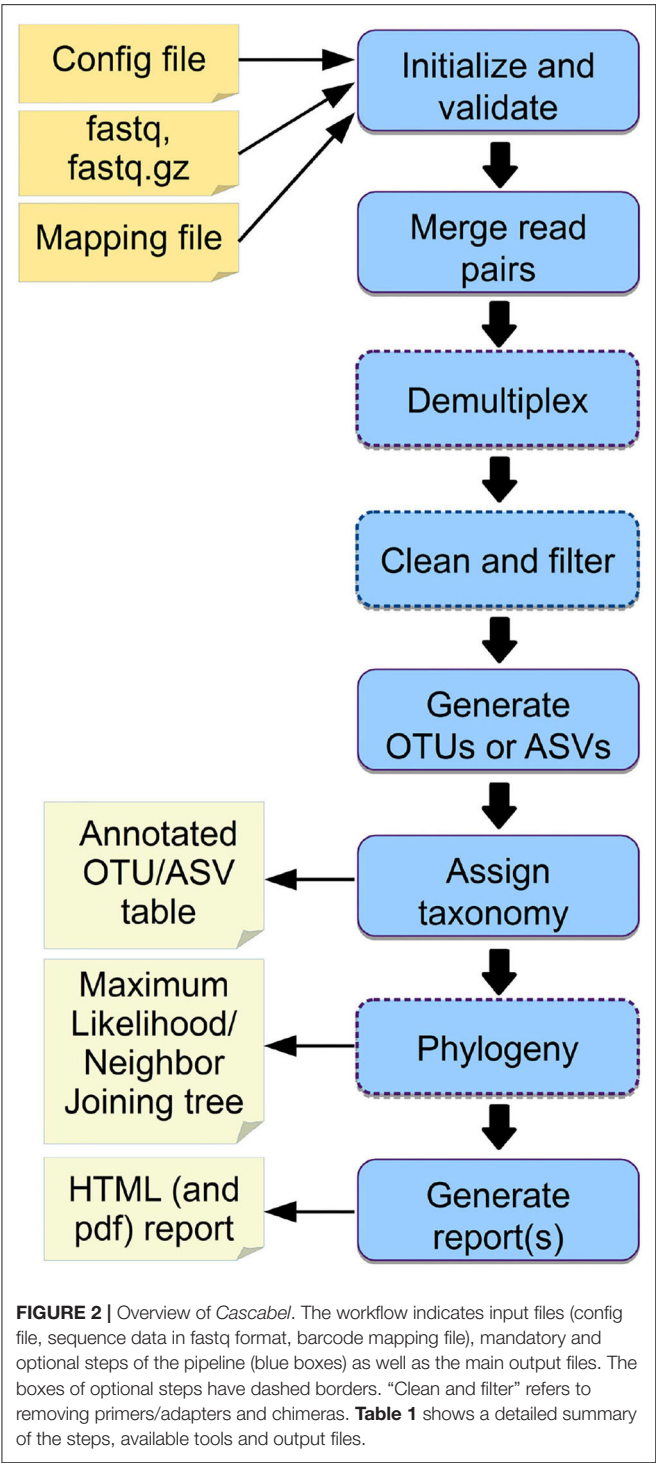 Config file
fastq,
fastq.gz
Mapping file
Initialize and
validate
Merge read
pairs
Demultiplex
Clean and filter
Generate
OTUs or ASVs
Annotated
OTU/ASV
table
Assign
taxonomy
Maximum
Likelihood/
Neighbor
Joining tree
Phylogeny
HTML (and
pdf) report
Generate
report(s)
FIGURE 2 | Overview of Cascabel. The workflow indicates input files (config
file, sequence data in fastq format, barcode mapping file), mandatory and
optional steps of the pipeline (blue boxes) as well as the main output files. The
boxes of optional steps have dashed borders. “Clean and filter” refers to
removing primers/adapters and chimeras. Table 1 shows a detailed summary
of the steps, available tools and output files.